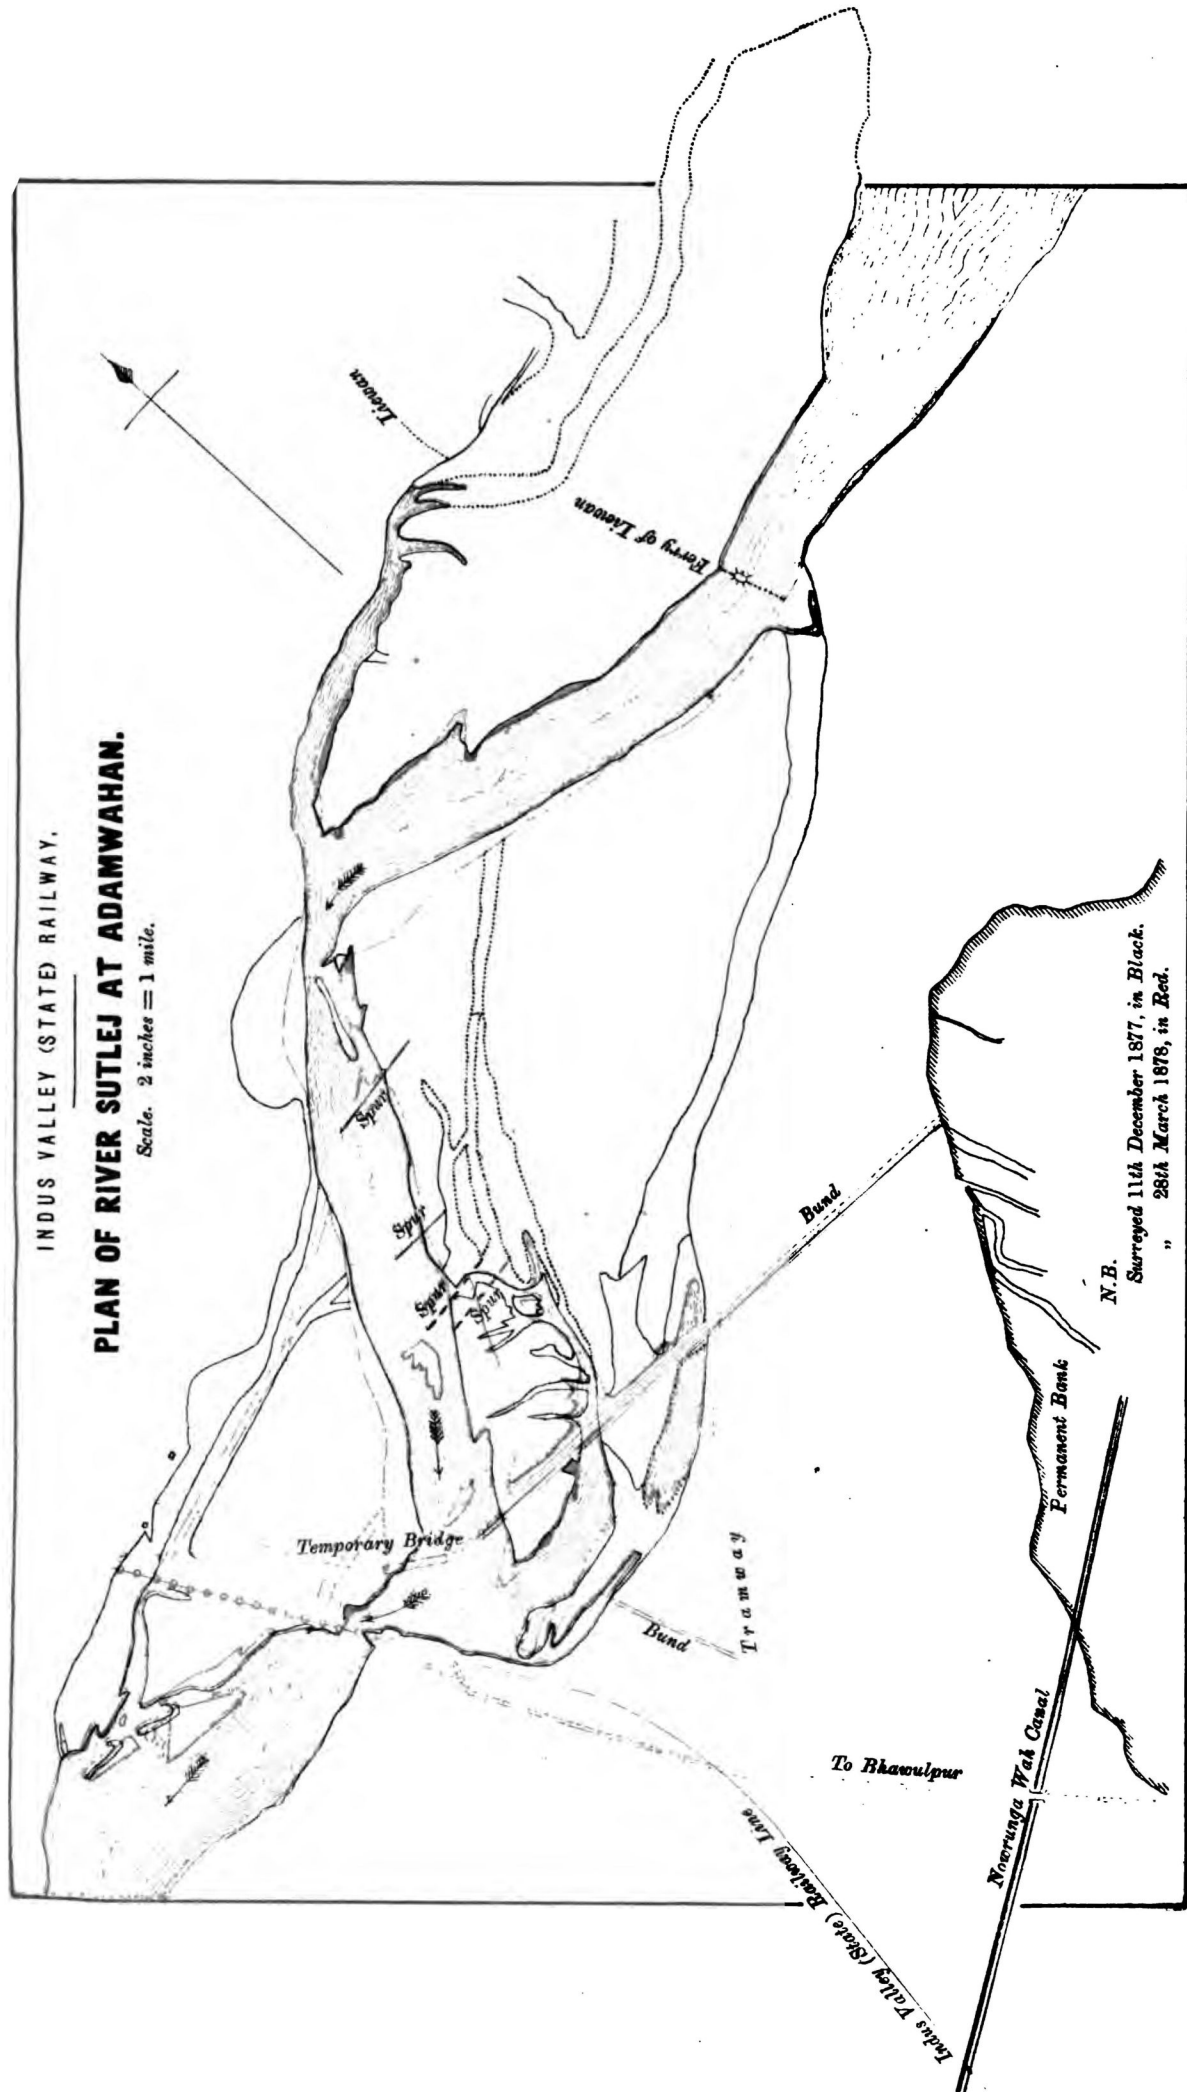 INDUS VALLEY (STATE) RAILWAY.
PLAN OF RIVER SUTLEJ AT ADAMWAHAN.
Scale. 2 inches = 1 mile.
Liewan
Ferry of Liewan
Spur
Spur
Spur
Spur
Bund
Temporary Bridge
Bund
Tramway
To Bhawulpur
Indus Valley (State) Railway Line
Nowrunga Wah Canal
Permanent Bank
N.B.
Surveyed 11th December 1877, in Black.
„ 28th March 1878, in Red.